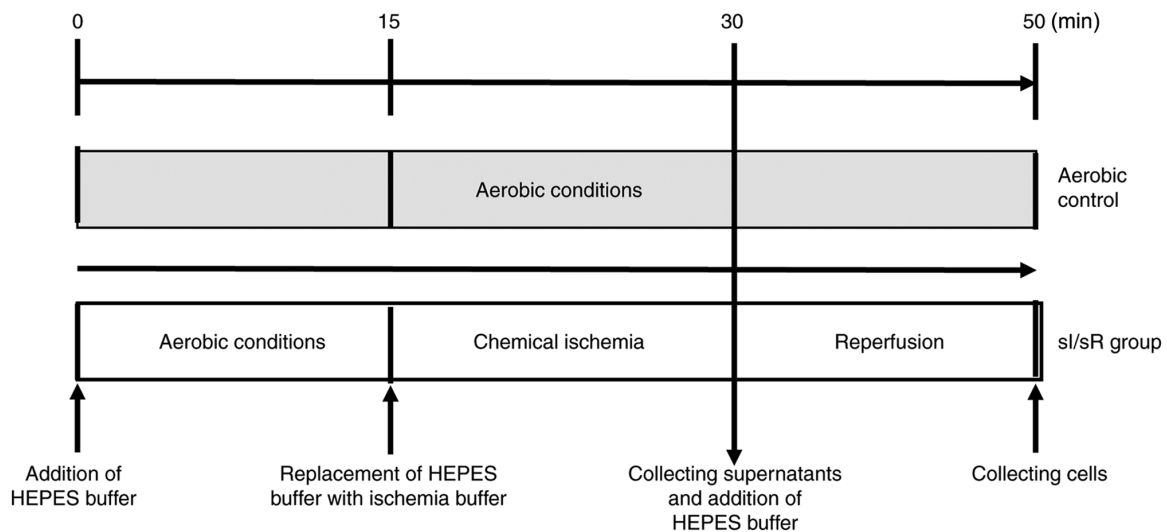 0
15
30
50 (min)
Aerobic conditions
Aerobic
control
Aerobic conditions
Chemical ischemia
Reperfusion
sI/sR group
Addition of
HEPES buffer
Replacement of HEPES
buffer with ischemia buffer
Collecting supernatants
and addition of
HEPES buffer
Collecting cells